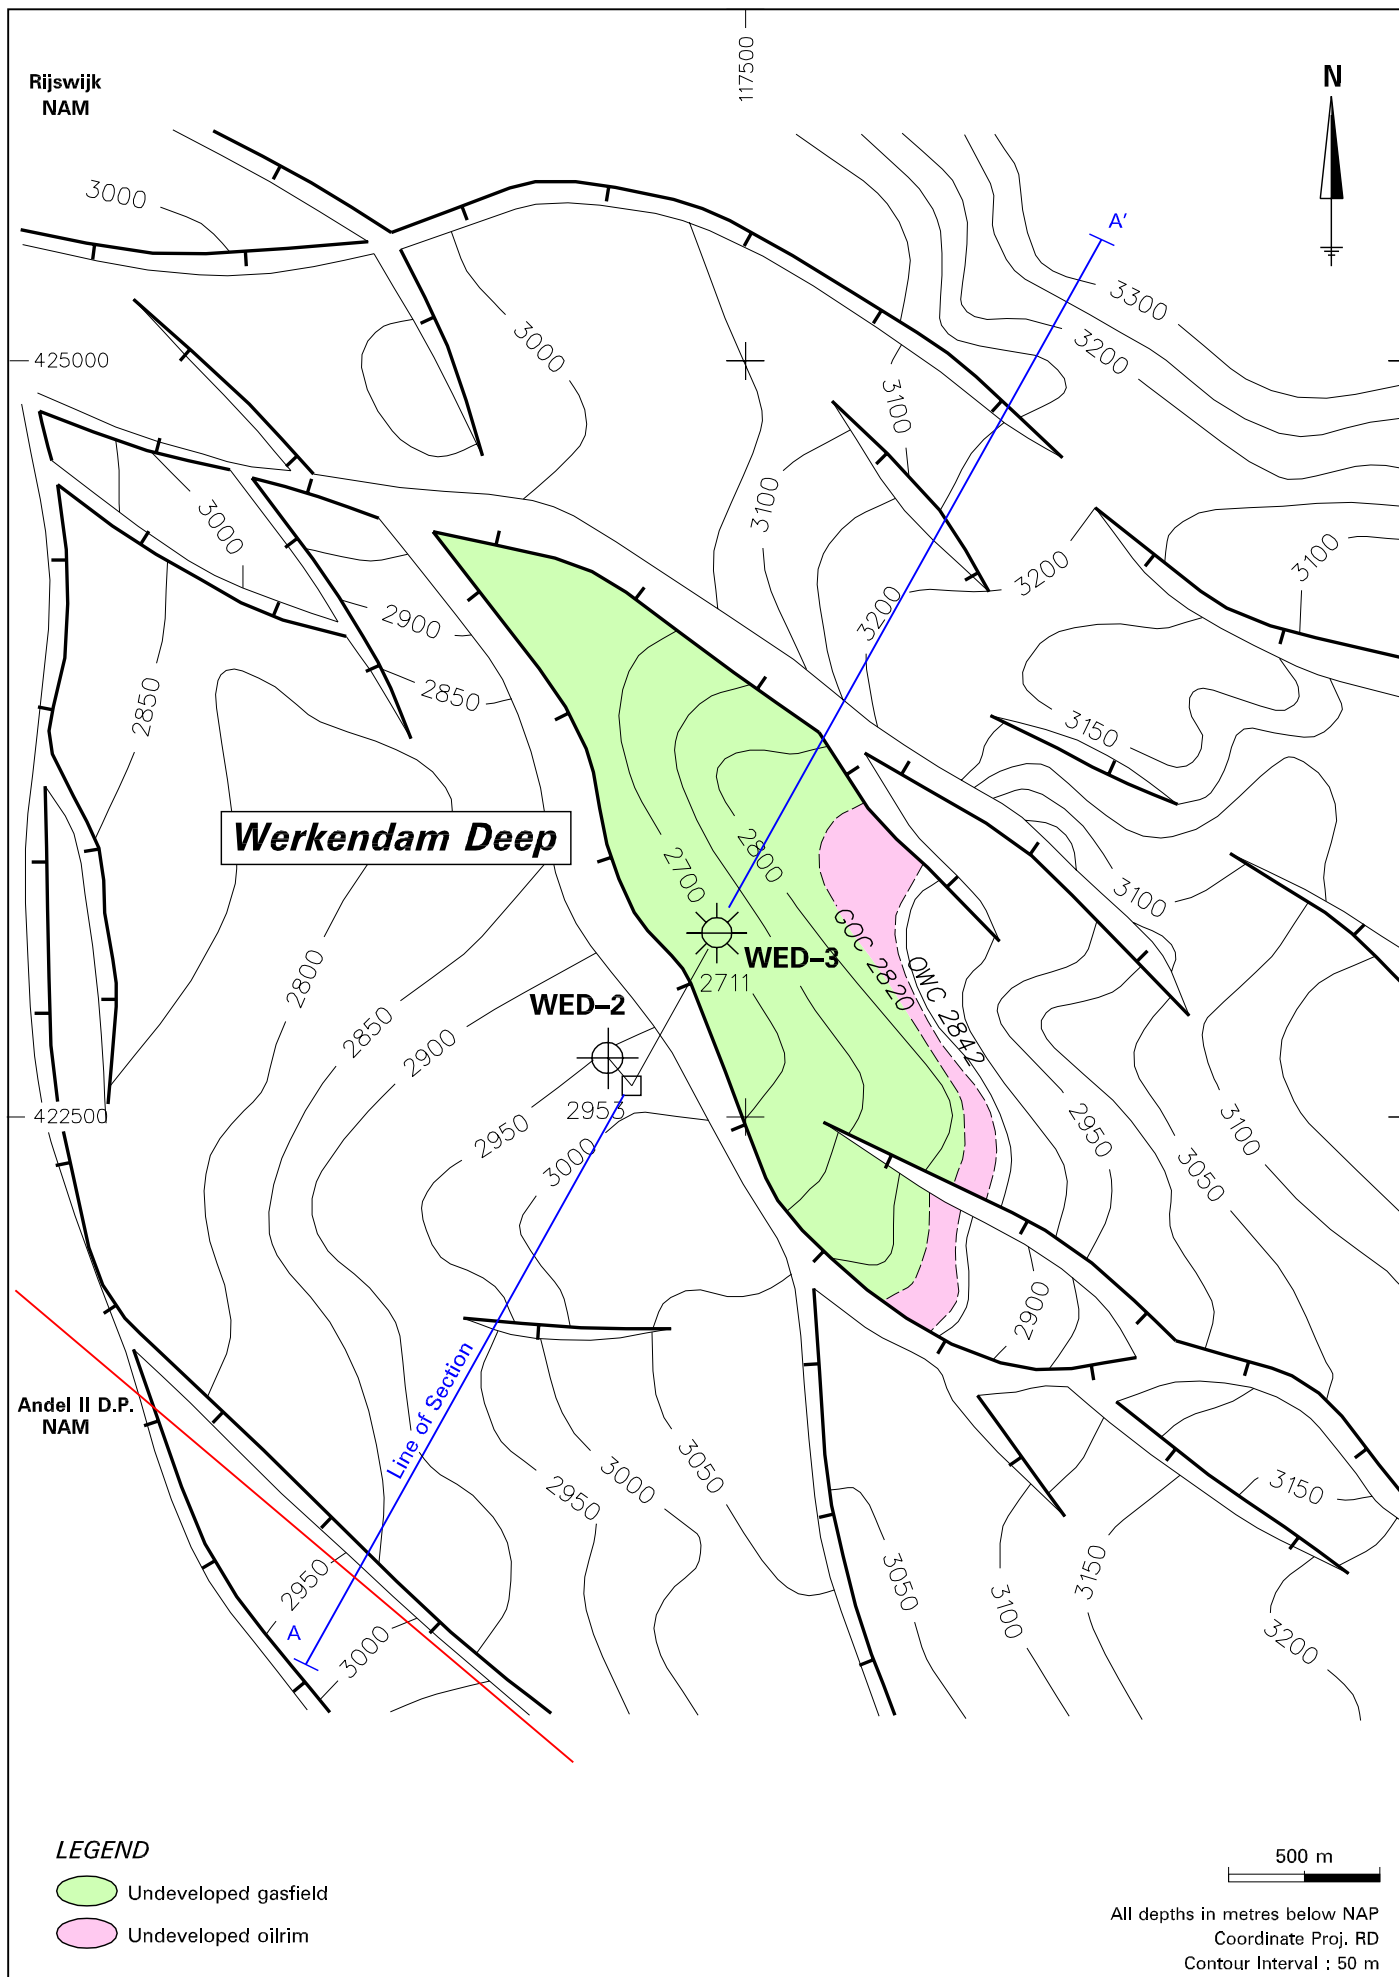 117500
N
Rijswijk
NAM
3000
A'
3300
3200
3000
425000
3100
3100
3000
3200
3100
3200
2900
2850
2850
3150
Werkendam Deep
2800
2700
3100
GOC 2820
WED-3
OWC 2842
2711
2800
WED-2
2850
2900
422500
2953
2950
2950
3100
3000
3050
2900
Line of Section
Andel II D.P.
NAM
3050
3000
2950
3150
2950
3050
3150
3100
A
3000
3200
LEGEND
Undeveloped gasfield
Undeveloped oilrim
500 m
All depths in metres below NAP
Coordinate Proj. RD
Contour Interval : 50 m